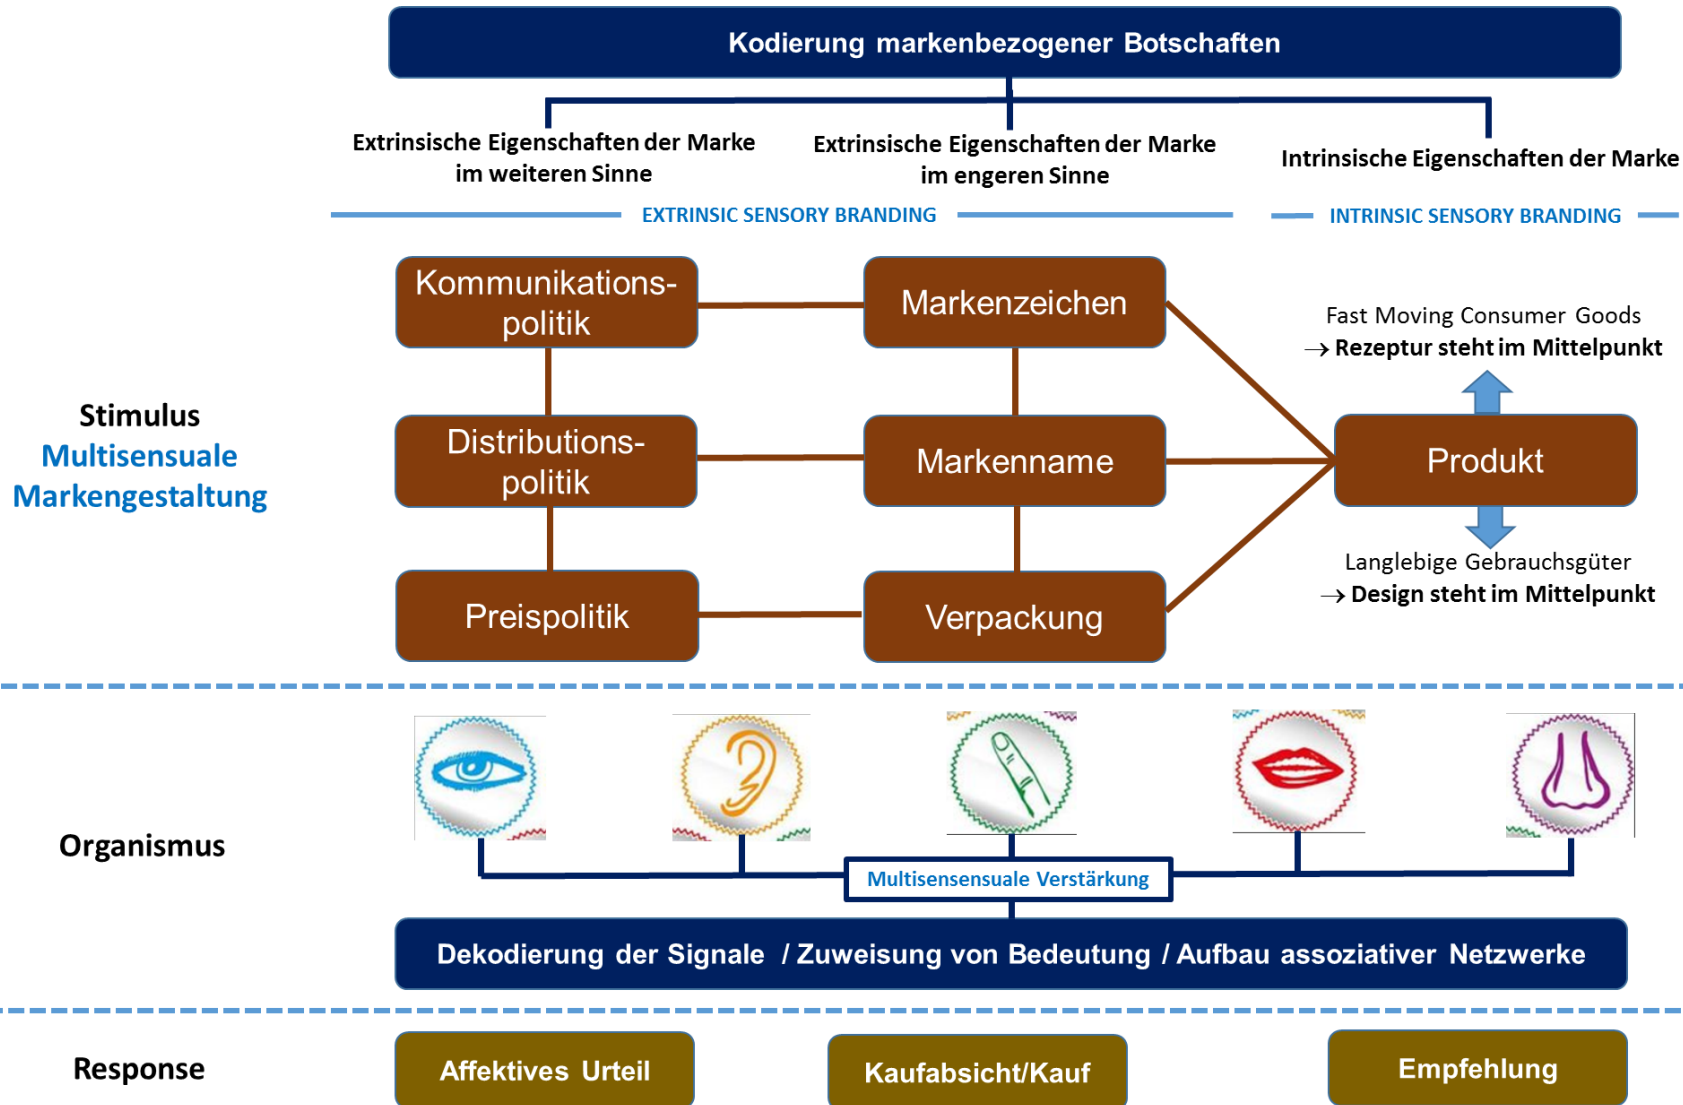 Kodierung markenbezogener Botschaften
Extrinsische Eigenschaften der Marke
im weiteren Sinne
Extrinsische Eigenschaften der Marke
im engeren Sinne
Intrinsische Eigenschaften der Marke
EXTRINSIC SENSORY BRANDING
INTRINSIC SENSORY BRANDING
Stimulus
Multisensuale
Markengestaltung
Kommunikations-
politik
Markenzeichen
Fast Moving Consumer Goods
→ Rezeptur steht im Mittelpunkt
Distributions-
politik
Markenname
Produkt
Langlebige Gebrauchsgüter
→ Design steht im Mittelpunkt
Preispolitik
Verpackung
Organismus
Multisensensuale Verstärkung
Dekodierung der Signale / Zuweisung von Bedeutung / Aufbau assoziativer Netzwerke
Response
Affektives Urteil
Kaufabsicht/Kauf
Empfehlung